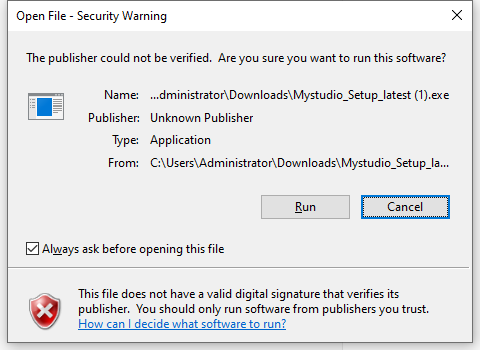 Open File - Security Warning
The publisher could not be verified.  Are you sure you want to run this software?
Name: ...dministrator\Downloads\Mystudio_Setup_latest (1).exe
Publisher: Unknown Publisher
Type: Application
From: C:\Users\Administrator\Downloads\Mystudio_Setup_la...
Run Cancel
Always ask before opening this file
This file does not have a valid digital signature that verifies its
publisher.  You should only run software from publishers you trust.
How can I decide what software to run?